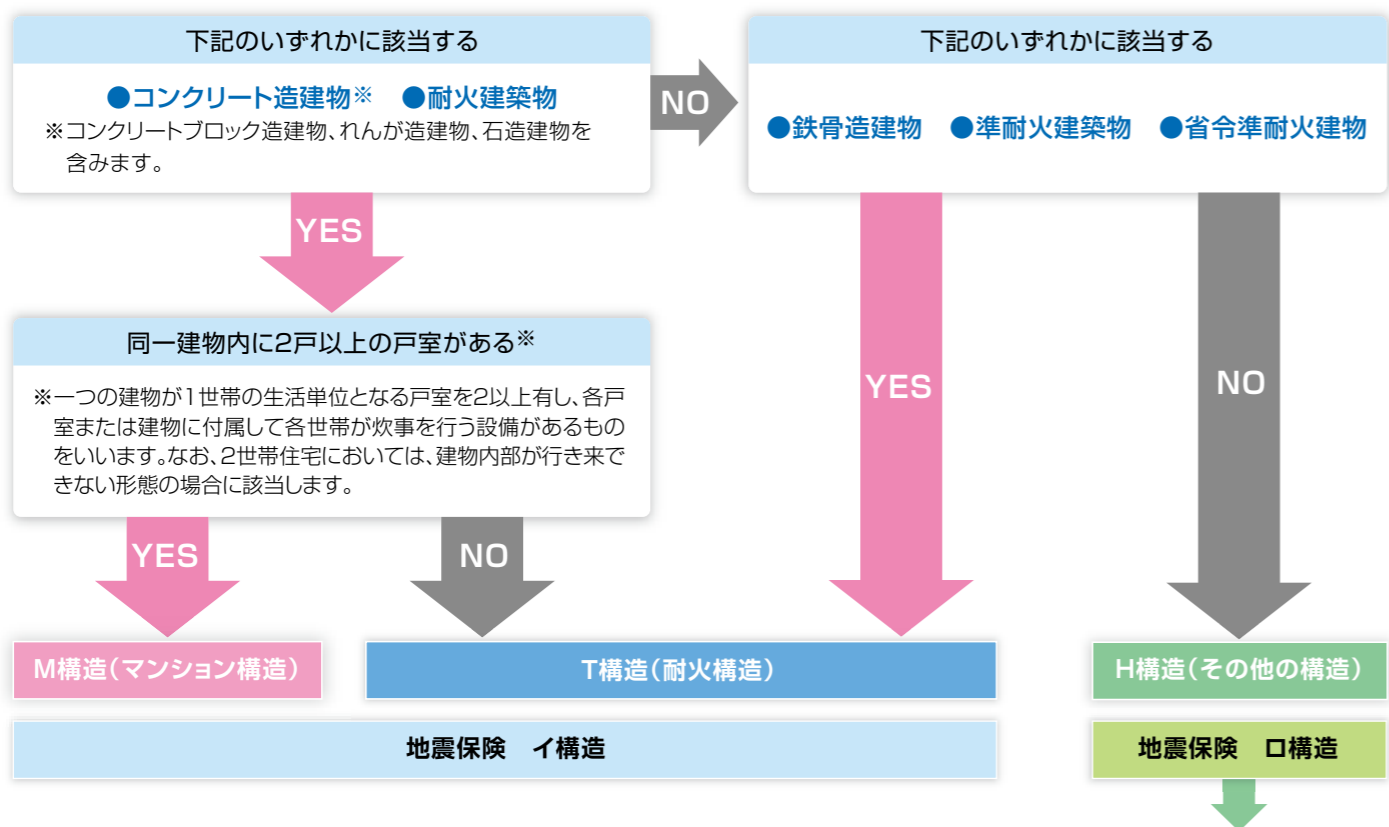 下記のいずれかに該当する
●コンクリート造建物※ ●耐火建築物
※コンクリートブロック造建物、れんが造建物、石造建物を
含みます。
NO
下記のいずれかに該当する
●鉄骨造建物 ●準耐火建築物 ●省令準耐火建物
YES
同一建物内に2戸以上の戸室がある※
※一つの建物が1世帯の生活単位となる戸室を2以上有し、各戸
室または建物に付属して各世帯が炊事を行う設備があるもの
をいいます。なお、2世帯住宅においては、建物内部が行き来で
きない形態の場合に該当します。
YES
NO
YES
NO
M構造(マンション構造)
T構造(耐火構造)
H構造(その他の構造)
地震保険 イ構造
地震保険 ロ構造